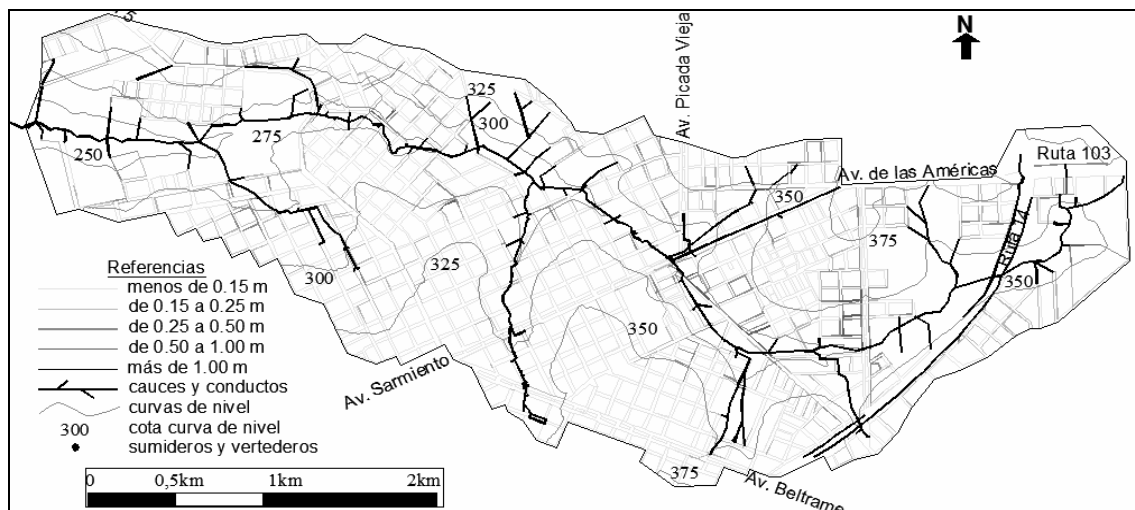 N
Av. Picada Vieja
325
300
275
250
Ruta 103
Av. de las Américas
350
375
Ruta 14
350
325
300
350
Referencias
menos de 0.15 m
de 0.15 a 0.25 m
de 0.25 a 0.50 m
de 0.50 a 1.00 m
más de 1.00 m
cauces y conductos
curvas de nivel
300 cota curva de nivel
sumideros y vertederos
Av. Sarmiento
375
Av. Beltrame
0 0,5km 1km 2km